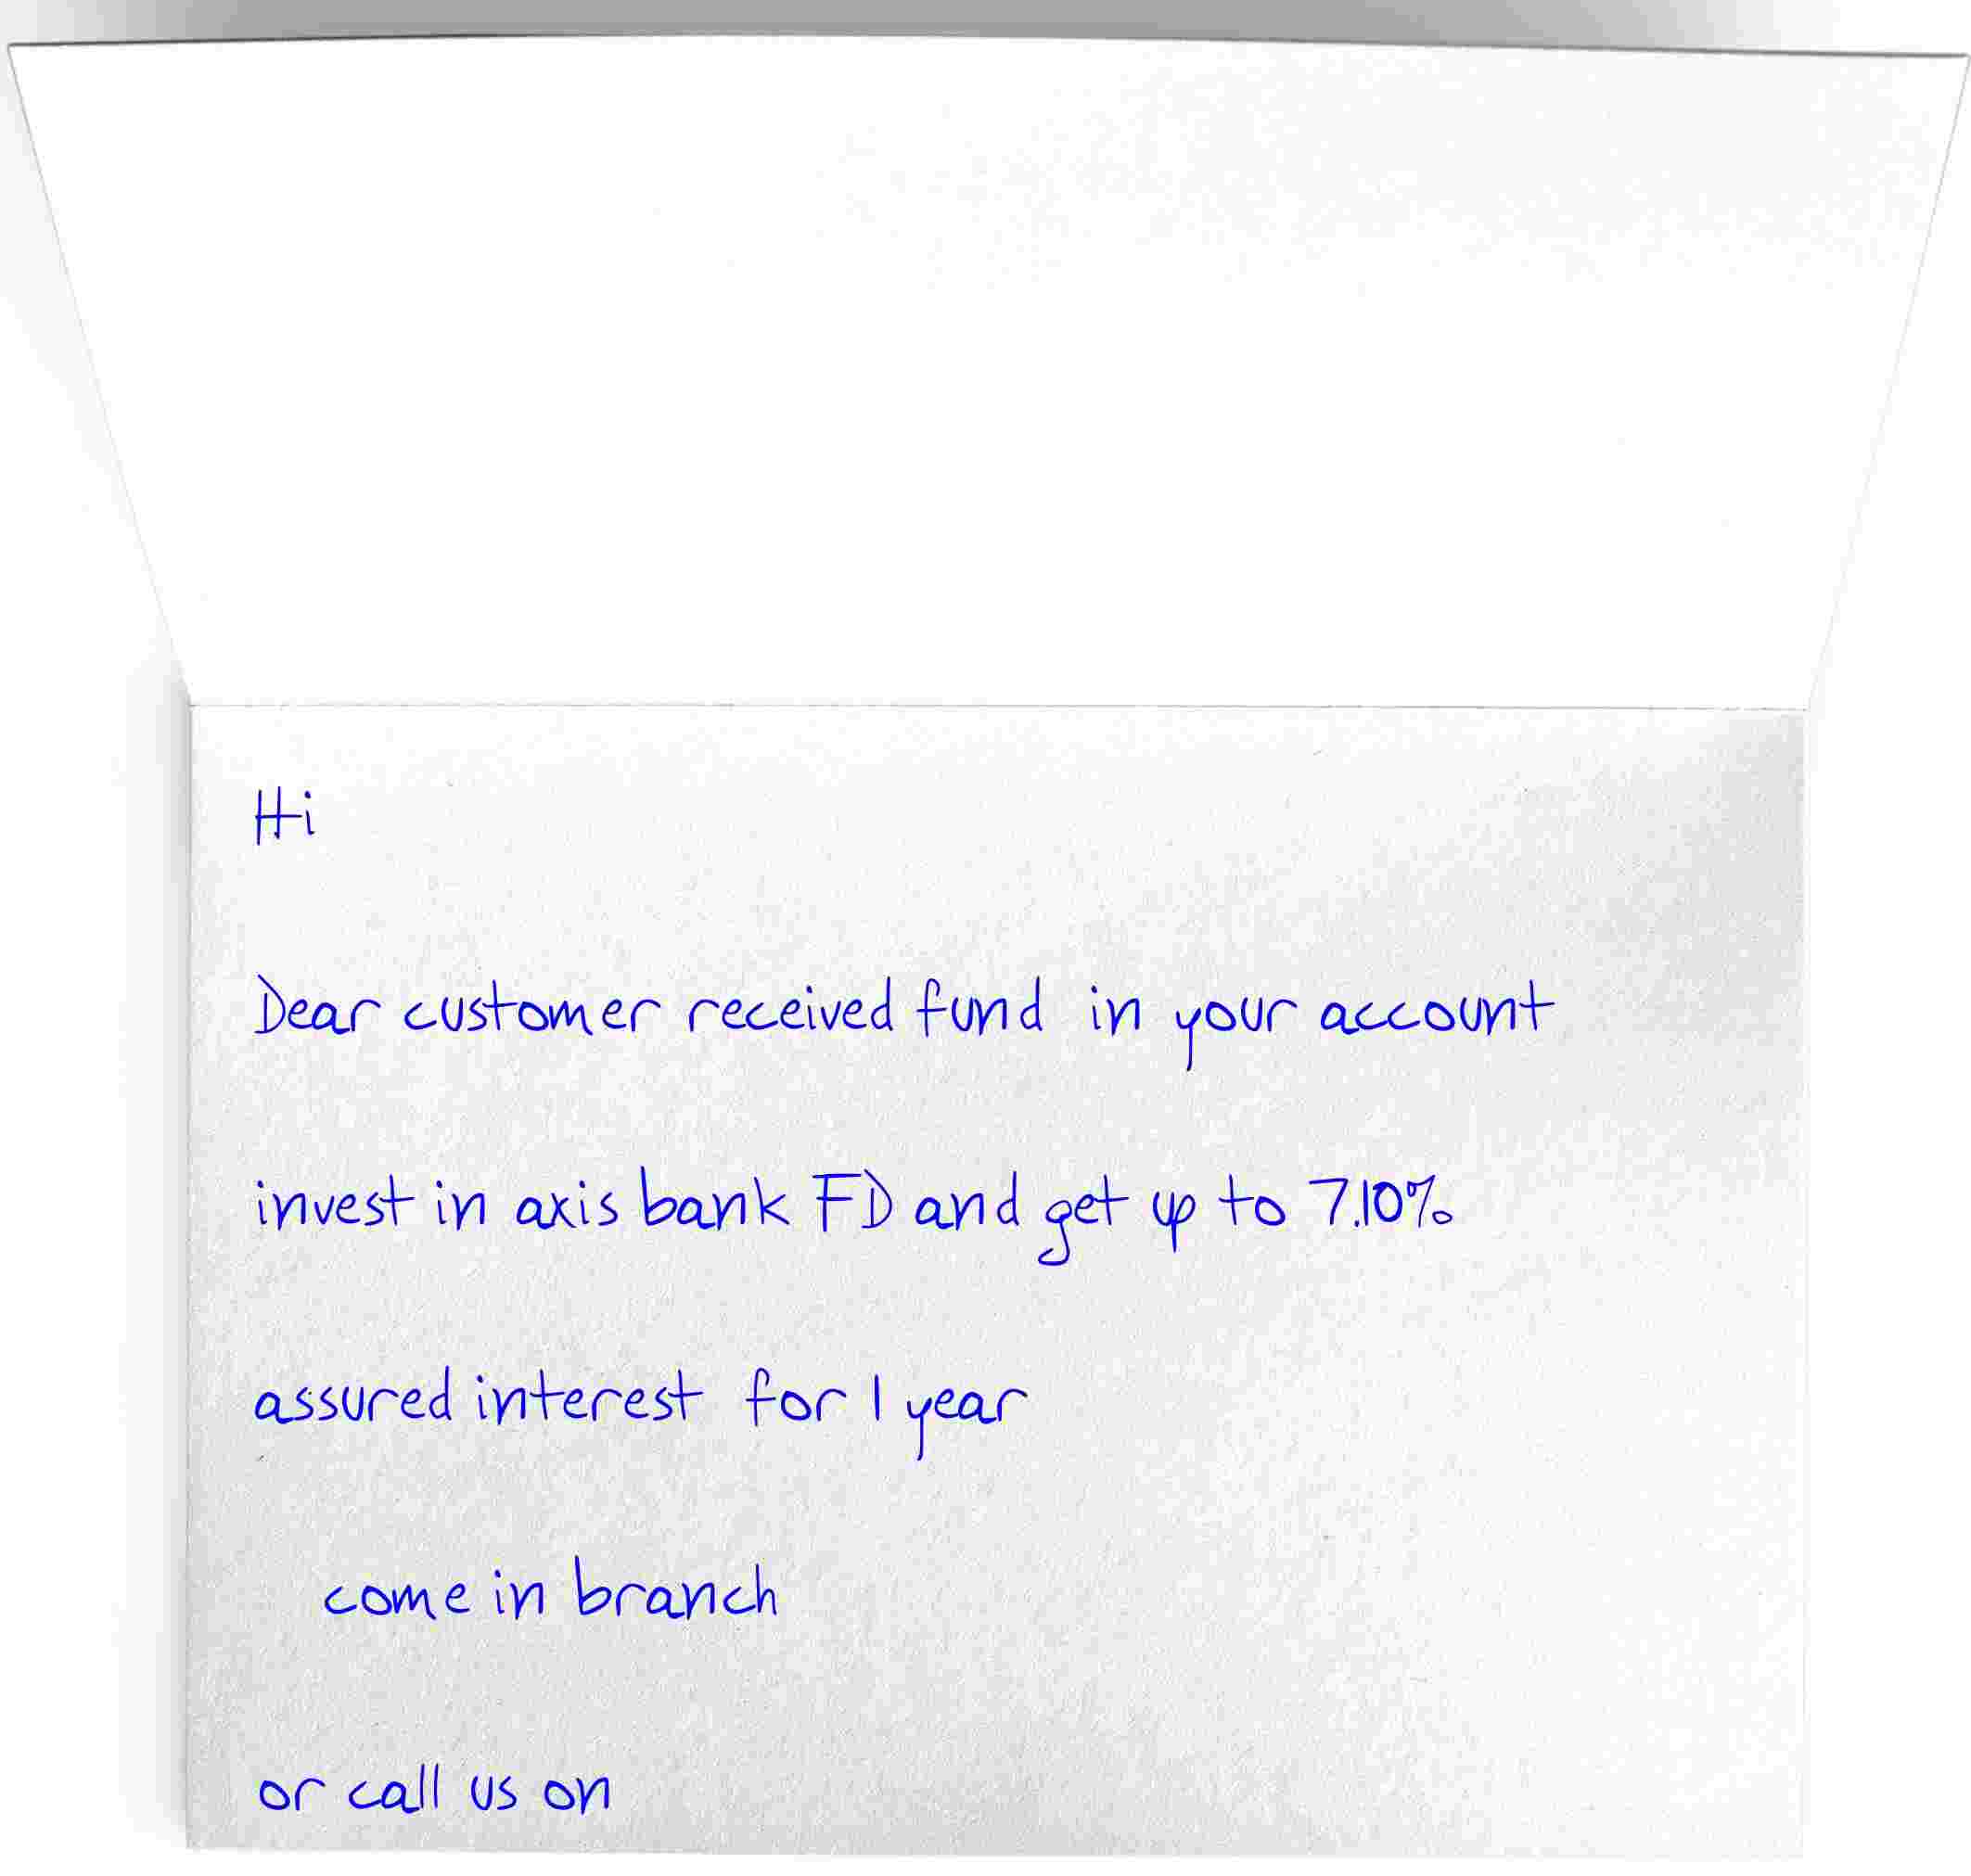 Hi
Dear customer received fund in your account
invest in axis bank FD and get up to 7.10%
assured interest for 1 year
come in branch
or call us on